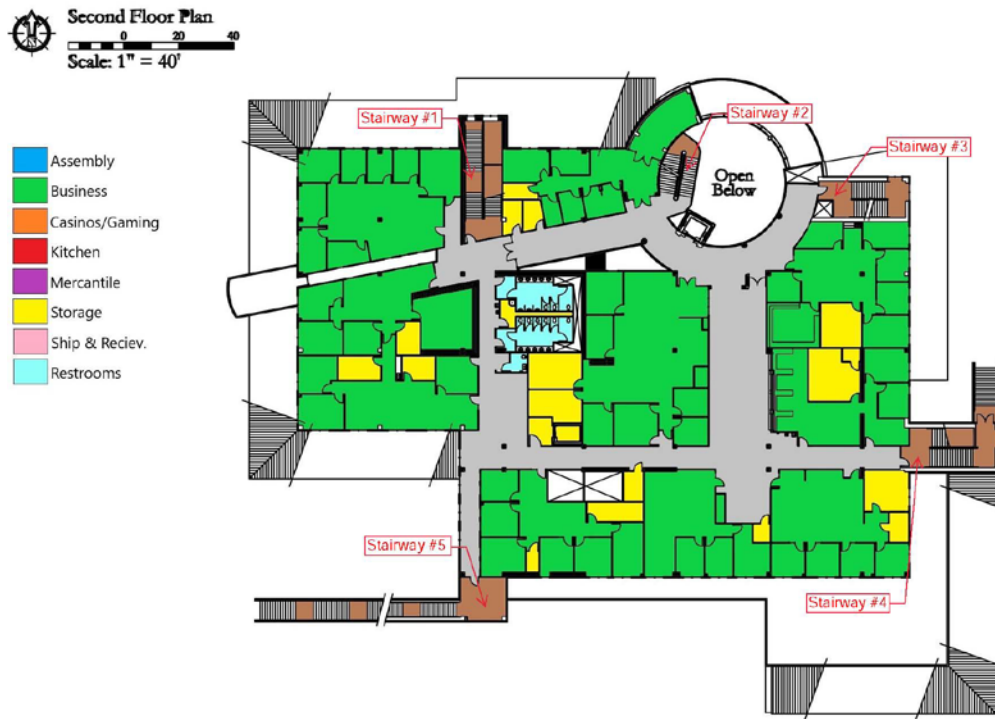 Second Floor Plan
0 20 40
Scale: 1" = 40'
N
Stairway #1
Stairway #2
Stairway #3
Open
Below
Assembly
Business
Casinos/Gaming
Kitchen
Mercantile
Storage
Ship & Reciev.
Restrooms
Stairway #5
Stairway #4